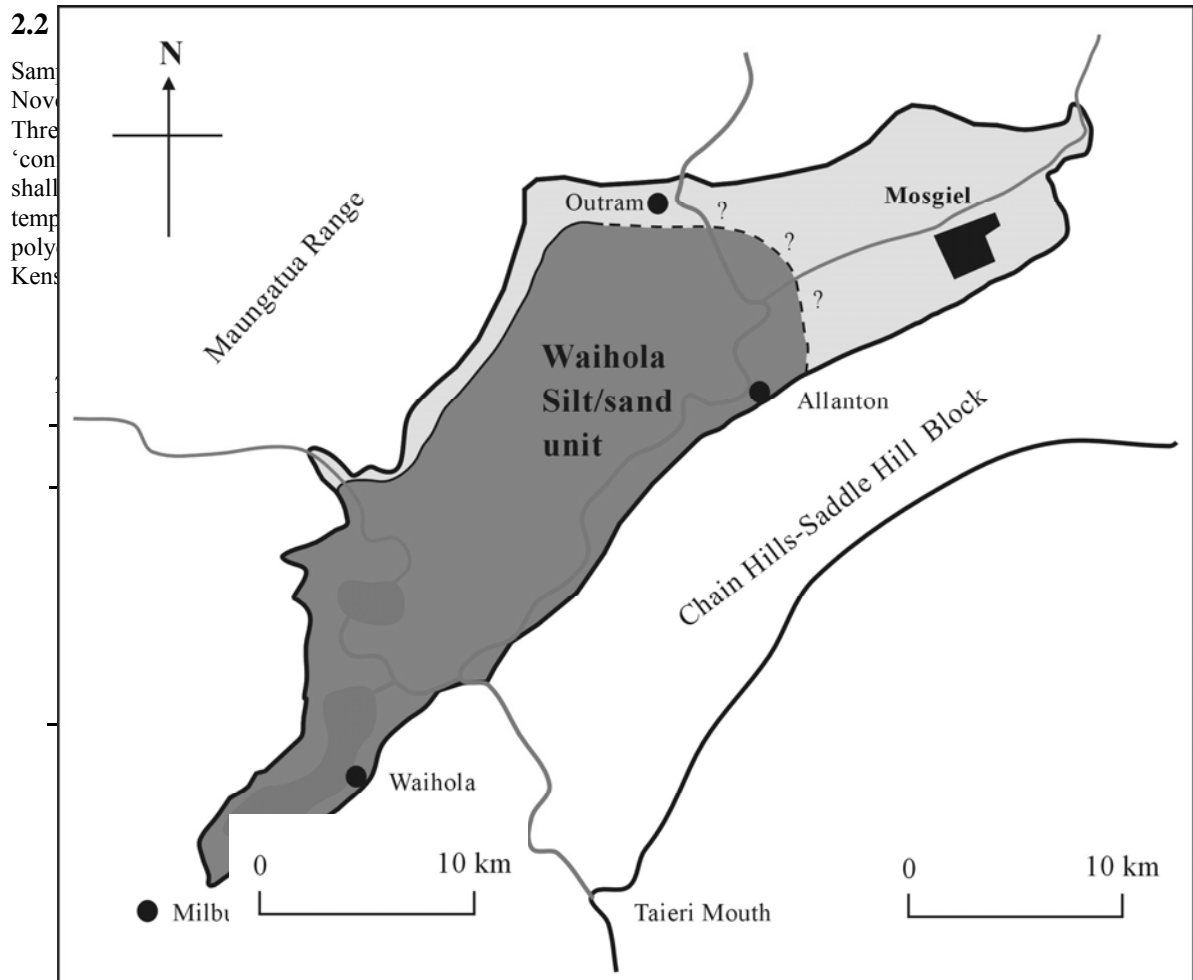 2.2
Sam
Nov
Thre
‘con
shall
temp
poly
Kens
N
Maungatua Range
Outram
?
?
?
Mosgiel
Waihola
Silt/sand
unit
Allanton
Chain Hills-Saddle Hill Block
Waihola
0 10 km
0 10 km
Milb
Taieri Mouth